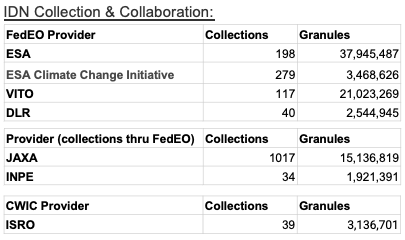 IDN Collection & Collaboration:
FedEO Provider Collections Granules
ESA 198 37,945,487
ESA Climate Change Initiative 279 3,468,626
VITO 117 21,023,269
DLR 40 2,544,945
Provider (collections thru FedEO) Collections Granules
JAXA 1017 15,136,819
INPE 34 1,921,391
CWIC Provider Collections Granules
ISRO 39 3,136,701